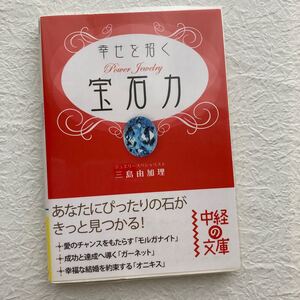 幸せを招く
Power Jewelry
宝石力
ジュエリースペシャリスト
三島由加理
あなたにぴったりの石が
きっと見つかる!
愛のチャンスをもたらす「モルガナイト」
成功と達成へ導く「ガーネット」
幸福な結婚を約束する「オニキス」
中経の文庫